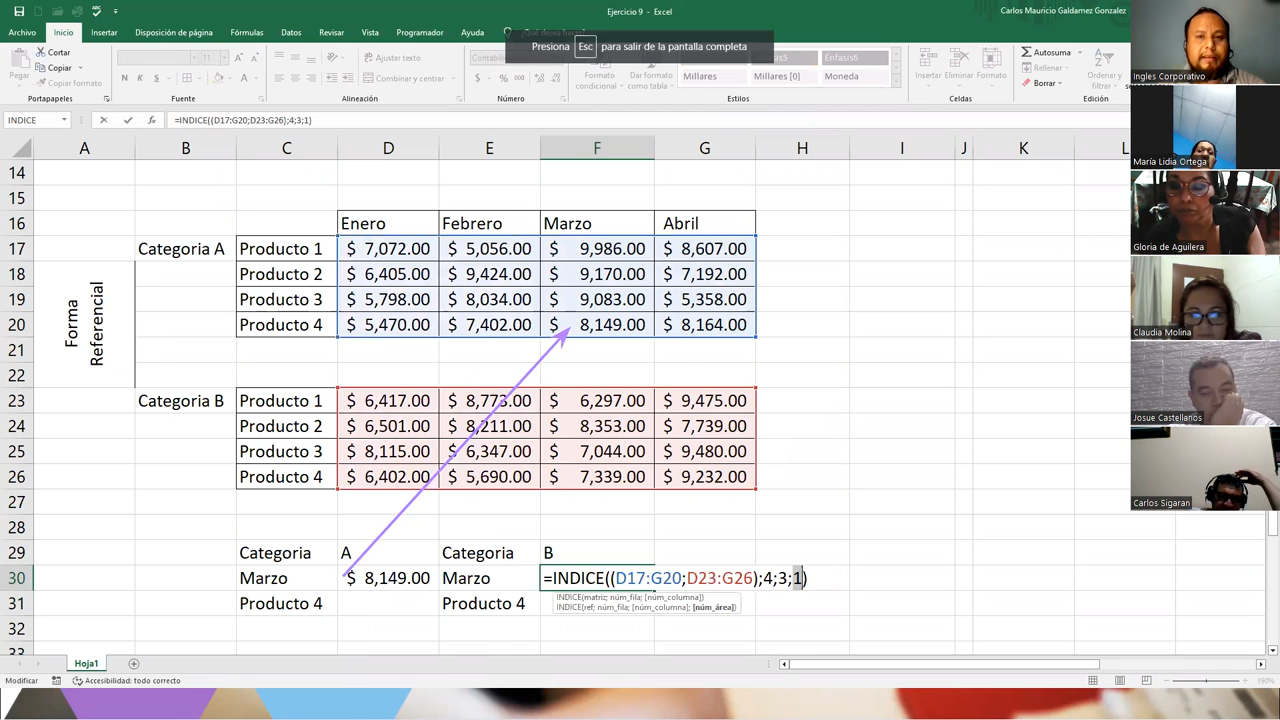 Ejercicio 9 - Excel
Carlos Mauricio Galdamez Gonzalez
Archivo Inicio Insertar Disposición de página Fórmulas Datos Revisar Vista Programador Ayuda
Presiona Esc para salir de la pantalla completa
Pegar
Cortar
Copiar
Copiar formato
Portapapeles
11
Fuente
Ajustar texto
Combinar y centrar
Alineación
Número
Formato condicional
Dar formato como tabla
Millares
Millares [0]
Énfasis6
Moneda
Estilos
Insertar Eliminar Formato
Celdas
Autosuma
Rellenar
Borrar
Ordenar y filtrar
Edición
INDICE
=INDICE((D17:G20;D23:G26);4;3;1)
A B C D E F G H I J K L
14
15
16 Enero Febrero Marzo Abril
17 Categoria A Producto 1 $ 7,072.00 $ 5,056.00 $ 9,986.00 $ 8,607.00
18 Producto 2 $ 6,405.00 $ 9,424.00 $ 9,170.00 $ 7,192.00
19 Producto 3 $ 5,798.00 $ 8,034.00 $ 9,083.00 $ 5,358.00
20 Producto 4 $ 5,470.00 $ 7,402.00 $ 8,149.00 $ 8,164.00
Forma
Referencial
21
22
23 Categoria B Producto 1 $ 6,417.00 $ 8,773.00 $ 6,297.00 $ 9,475.00
24 Producto 2 $ 6,501.00 $ 8,211.00 $ 8,353.00 $ 7,739.00
25 Producto 3 $ 8,115.00 $ 6,347.00 $ 7,044.00 $ 9,480.00
26 Producto 4 $ 6,402.00 $ 5,690.00 $ 7,339.00 $ 9,232.00
27
28
29 Categoria A Categoria B
30 Marzo $ 8,149.00 Marzo =INDICE((D17:G20;D23:G26);4;3;1)
31 Producto 4 Producto 4
INDICE(matriz; núm_fila; [núm_columna])
INDICE(ref; núm_fila; [núm_columna]; [núm_área])
32
33
Hoja1
Modificar
Accesibilidad: todo correcto
190%
Ingles Corporativo
María Lidia Ortega
Gloria de Aguilera
Claudia Molina
Josue Castellanos
Carlos Sigaran